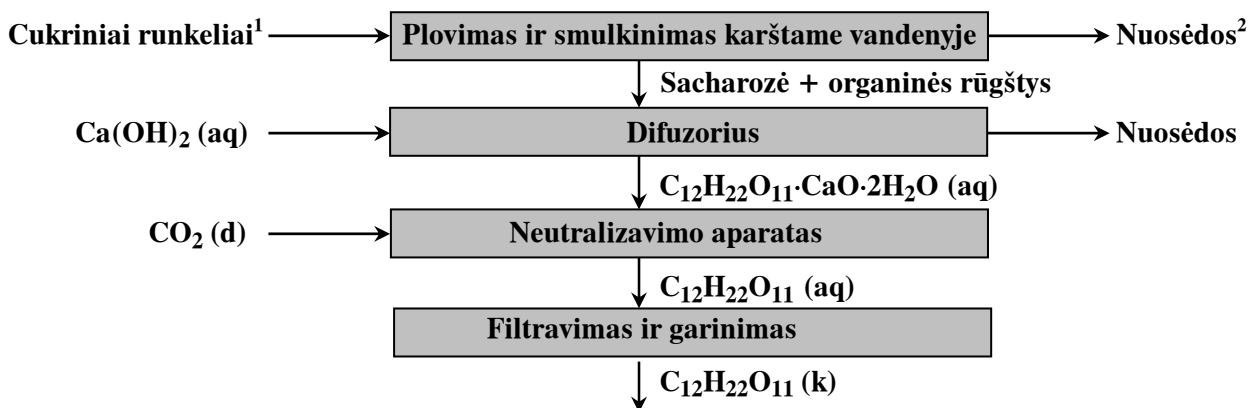 Cukriniai runkeliai¹ Plovimas ir smulkinimas karštame vandenyje Nuosėdos²
Sacharozė + organinės rūgštys
Ca(OH)₂ (aq) Difuzorius Nuosėdos
C₁₂H₂₂O₁₁·CaO·2H₂O (aq)
CO₂ (d) Neutralizavimo aparatas
C₁₂H₂₂O₁₁ (aq)
Filtravimas ir garinimas
C₁₂H₂₂O₁₁ (k)